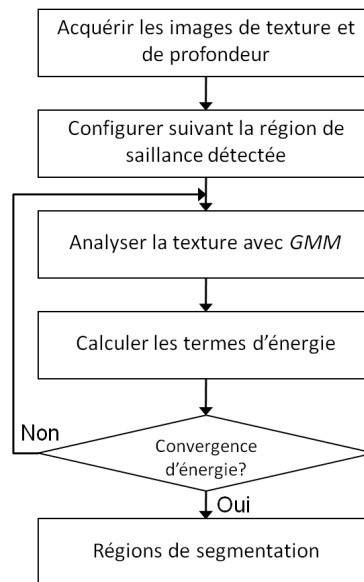 Acquérir les images de texture et
de profondeur
Configurer suivant la région de
saillance détectée
Analyser la texture avec GMM
Calculer les termes d’énergie
Non
Convergence
d’énergie?
Oui
Régions de segmentation